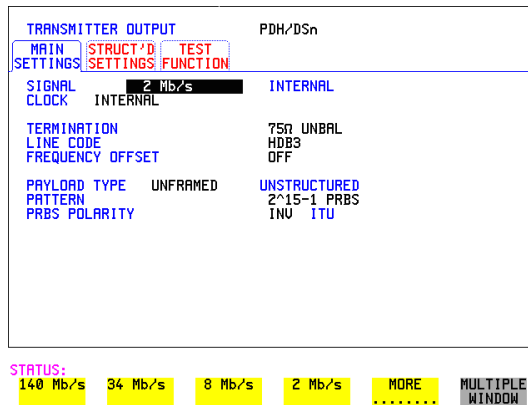 TRANSMITTER OUTPUT PDH/DSn
MAIN SETTINGS STRUCT'D SETTINGS TEST FUNCTION
SIGNAL 2 Mb/s INTERNAL
CLOCK INTERNAL
TERMINATION 75Ω UNBAL
LINE CODE HDB3
FREQUENCY OFFSET OFF
PAYLOAD TYPE UNFRAMED UNSTRUCTURED
PATTERN 2^15-1 PRBS
PRBS POLARITY INV ITU
STATUS:
140 Mb/s 34 Mb/s 8 Mb/s 2 Mb/s MORE ........ MULTIPLE WINDOW